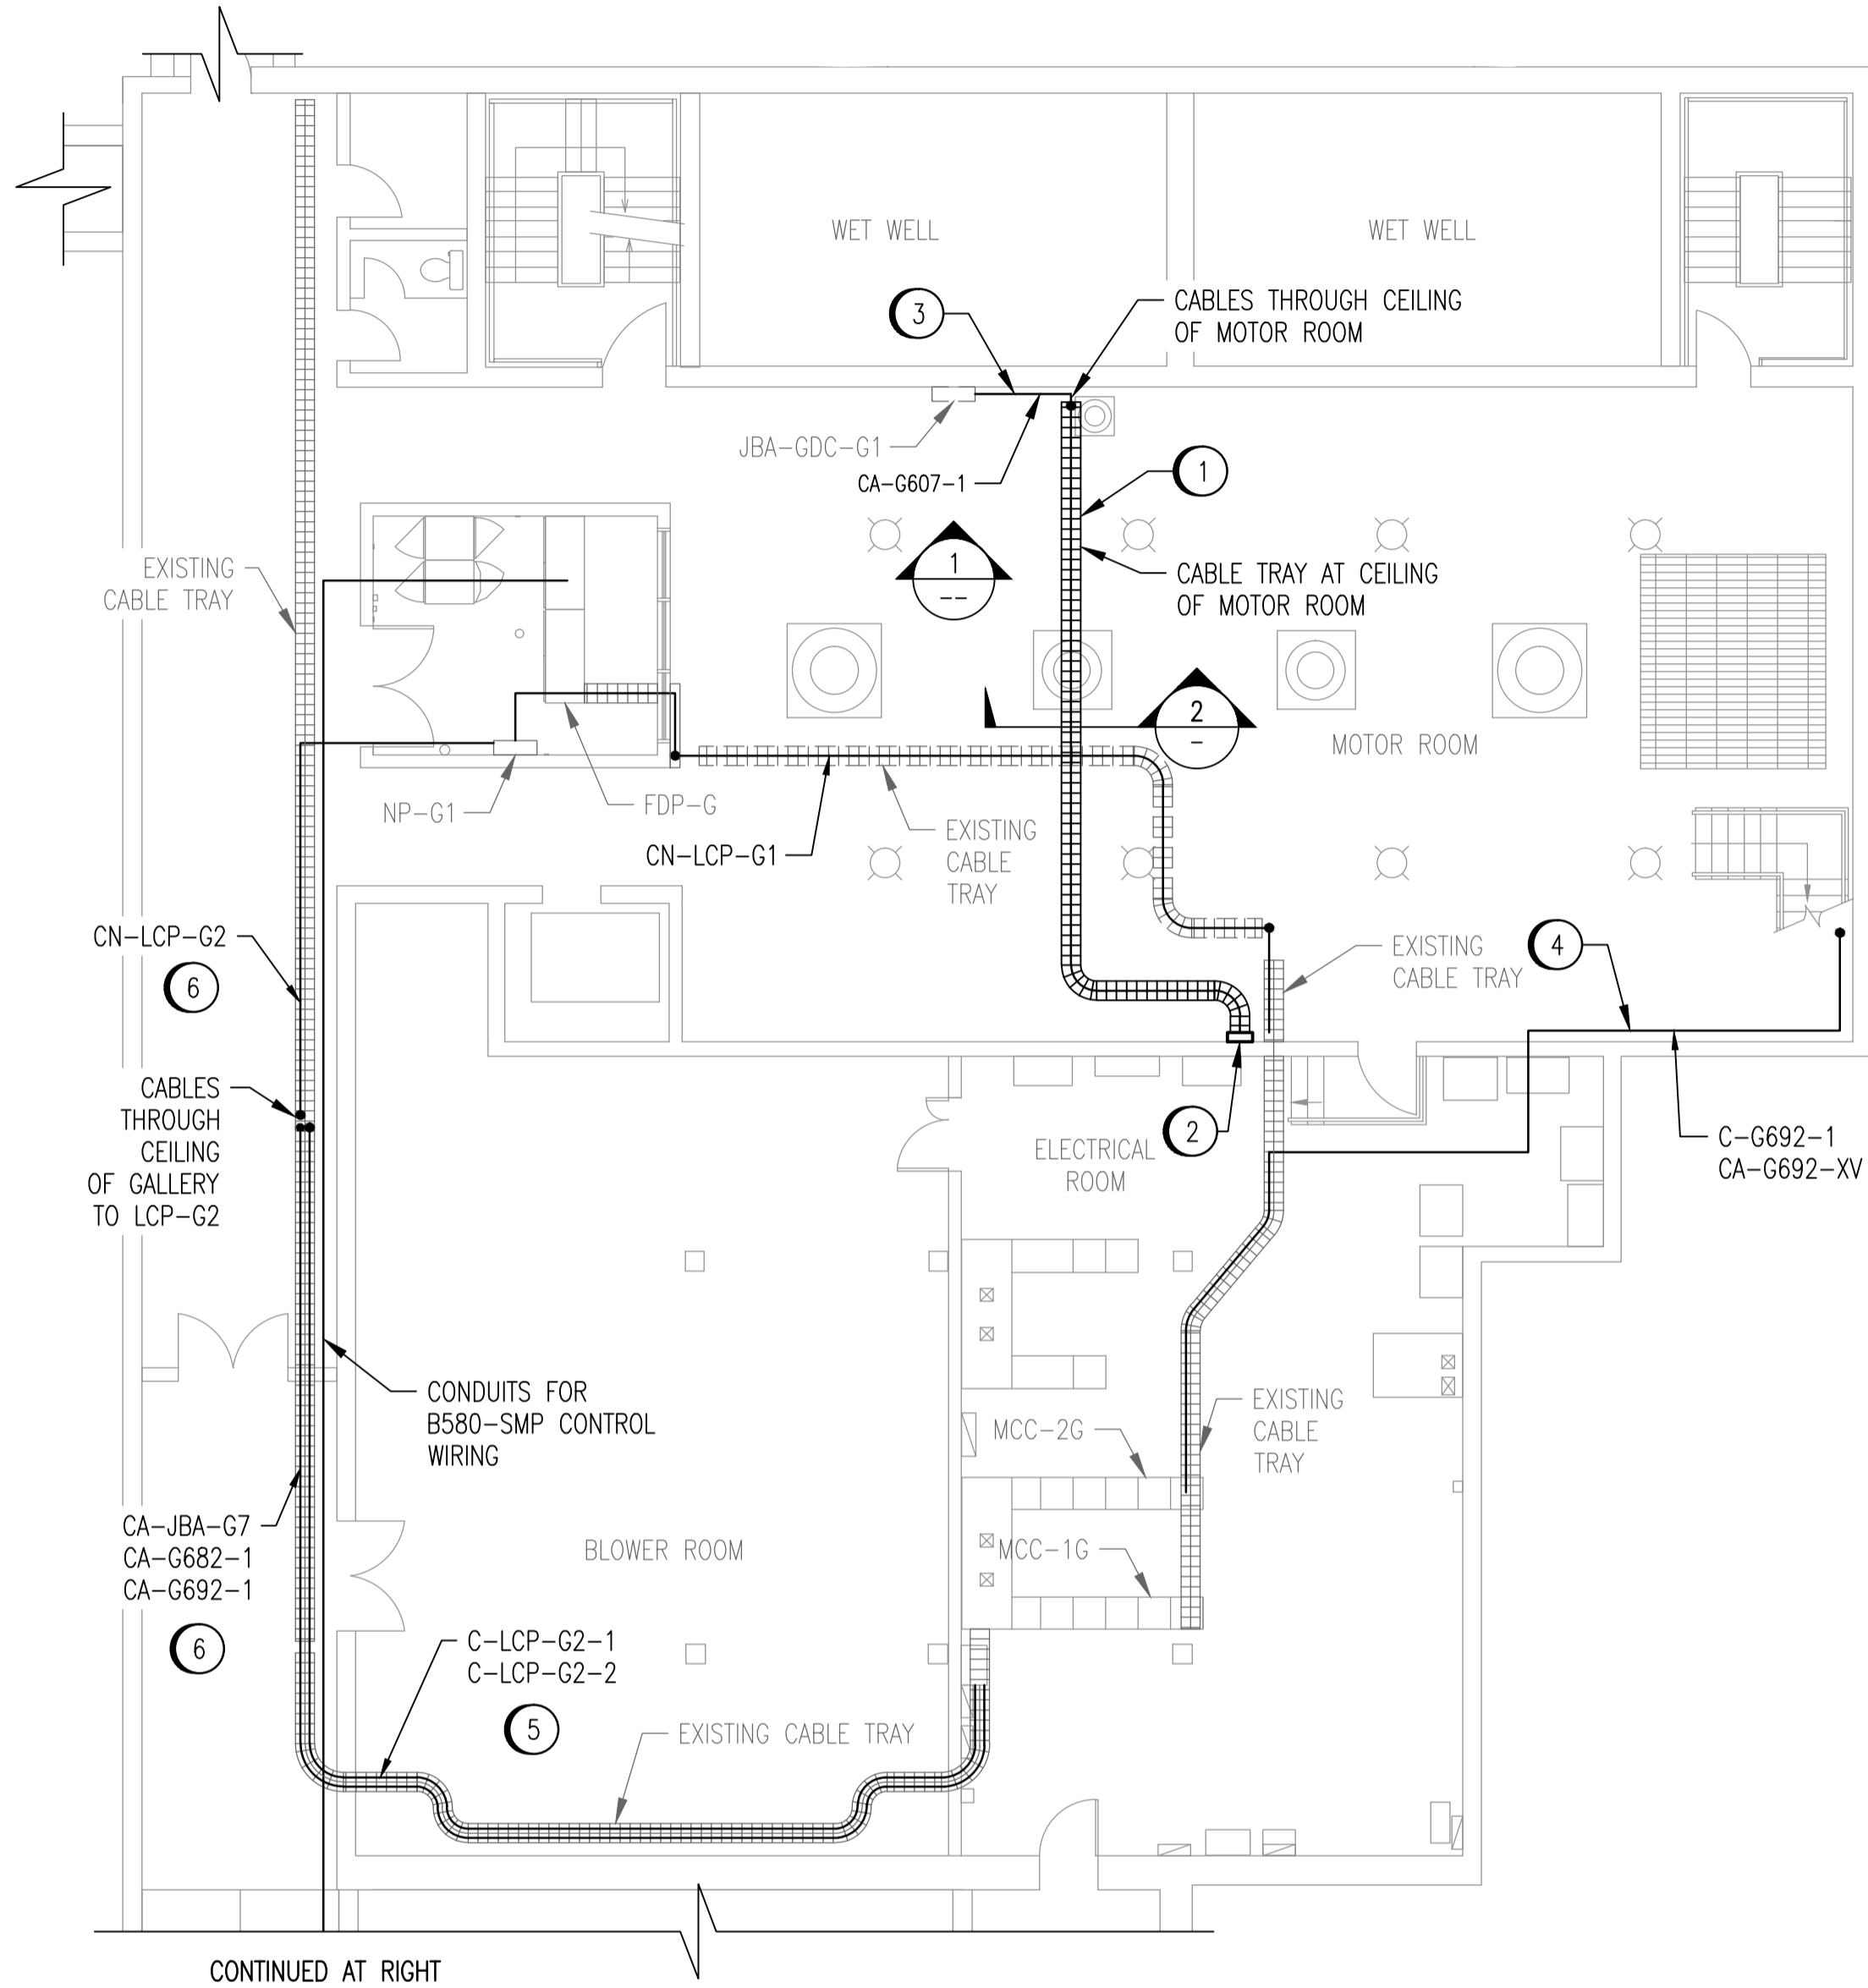 WET WELL
WET WELL
3
CABLES THROUGH CEILING
OF MOTOR ROOM
JBA-GDC-G1
CA-G607-1
1
1
--
EXISTING
CABLE TRAY
CABLE TRAY AT CEILING
OF MOTOR ROOM
2
-
MOTOR ROOM
NP-G1
FDP-G
CN-LCP-G1
EXISTING
CABLE
TRAY
CN-LCP-G2
6
EXISTING
CABLE TRAY
4
CABLES
THROUGH
CEILING
OF GALLERY
TO LCP-G2
2
ELECTRICAL
ROOM
C-G692-1
CA-G692-XV
CONDUITS FOR
B580-SMP CONTROL
WIRING
MCC-2G
EXISTING
CABLE
TRAY
CA-JBA-G7
CA-G682-1
CA-G692-1
6
BLOWER ROOM
MCC-1G
C-LCP-G2-1
C-LCP-G2-2
5
EXISTING CABLE TRAY
CONTINUED AT RIGHT